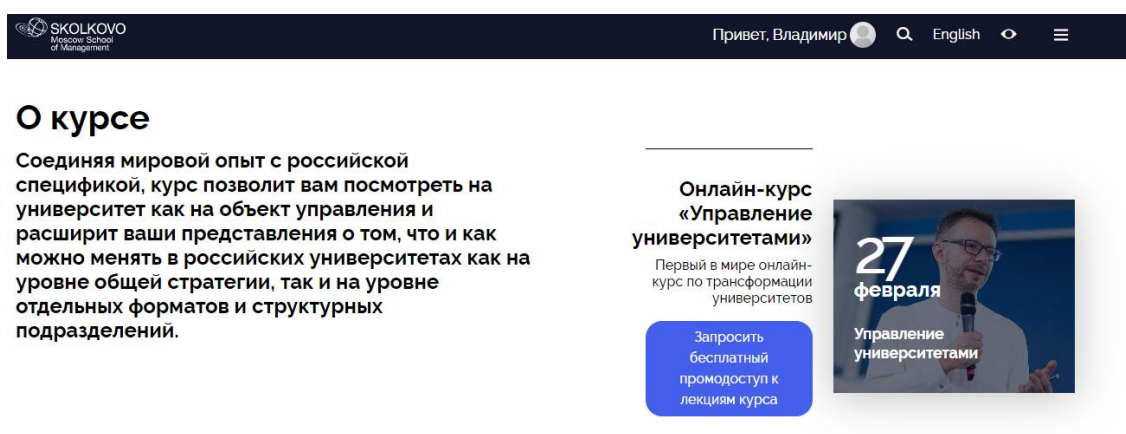 SKOLKOVO
Moscow School
of Management
Привет, Владимир
English
О курсе
Соединяя мировой опыт с российской
спецификой, курс позволит вам посмотреть на
университет как на объект управления и
расширит ваши представления о том, что и как
можно менять в российских университетах как на
уровне общей стратегии, так и на уровне
отдельных форматов и структурных
подразделений.
Онлайн-курс
«Управление
университетами»
Первый в мире онлайн-
курс по трансформации
университетов
Запросить
бесплатный
промодоступ к
лекциям курса
27
февраля
Управление
университетами